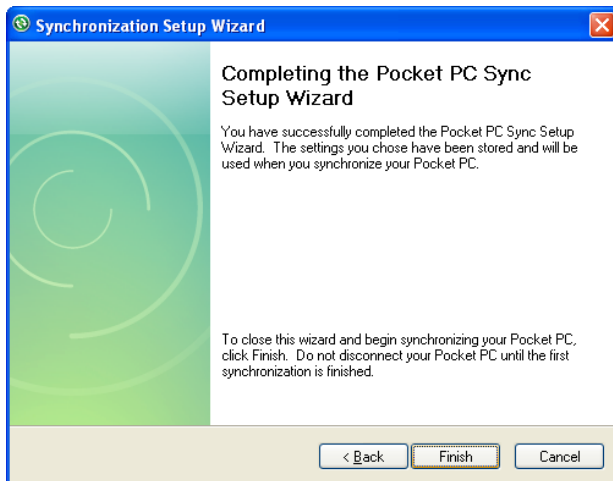 Synchronization Setup Wizard
Completing the Pocket PC Sync
Setup Wizard
You have successfully completed the Pocket PC Sync Setup
Wizard. The settings you chose have been stored and will be
used when you synchronize your Pocket PC.
To close this wizard and begin synchronizing your Pocket PC,
click Finish. Do not disconnect your Pocket PC until the first
synchronization is finished.
< Back Finish Cancel